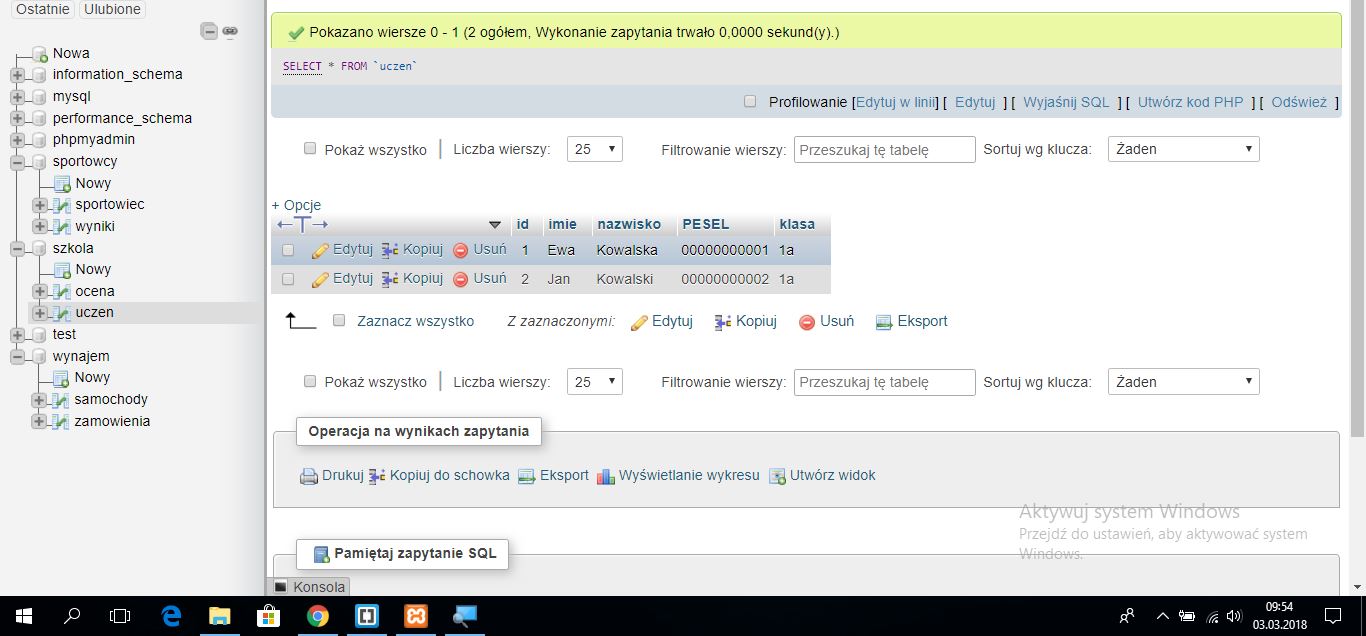 Ostatnie Ulubione
Nowa
information_schema
mysql
performance_schema
phpmyadmin
sportowcy
Nowy
sportowiec
wyniki
szkola
Nowy
ocena
uczen
test
wynajem
Nowy
samochody
zamowienia
Pokazano wiersze 0 - 1 (2 ogółem, Wykonanie zapytania trwało 0,0000 sekund(y).)
SELECT * FROM `uczen`
Profilowanie [Edytuj w linii] [ Edytuj ] [ Wyjaśnij SQL ] [ Utwórz kod PHP ] [ Odśwież ]
Pokaż wszystko | Liczba wierszy: 25 Filtrowanie wierszy: Przeszukaj tę tabelę Sortuj wg klucza: Żaden
+ Opcje
←T→ id imie nazwisko PESEL klasa
Edytuj Kopiuj Usuń 1 Ewa Kowalska 00000000001 1a
Edytuj Kopiuj Usuń 2 Jan Kowalski 00000000002 1a
Zaznacz wszystko Z zaznaczonymi: Edytuj Kopiuj Usuń Eksport
Pokaż wszystko | Liczba wierszy: 25 Filtrowanie wierszy: Przeszukaj tę tabelę Sortuj wg klucza: Żaden
Operacja na wynikach zapytania
Drukuj Kopiuj do schowka Eksport Wyświetlanie wykresu Utwórz widok
Aktywuj system Windows
Przejdź do ustawień, aby aktywować system
Windows.
Pamiętaj zapytanie SQL
Konsola
09:54
03.03.2018